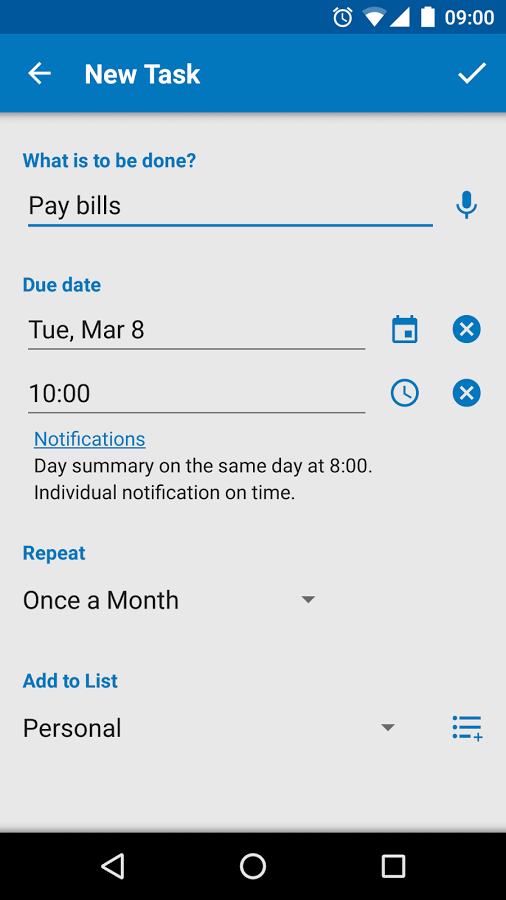 09:00
New Task
What is to be done?
Pay bills
Due date
Tue, Mar 8
10:00
Notifications
Day summary on the same day at 8:00.
Individual notification on time.
Repeat
Once a Month
Add to List
Personal